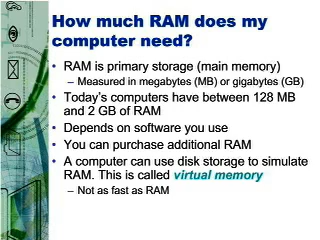 How much RAM does my
computer need?
• RAM is primary storage (main memory)
– Measured in megabytes (MB) or gigabytes (GB)
• Today's computers have between 128 MB
and 2 GB of RAM
• Depends on software you use
• You can purchase additional RAM
• A computer can use disk storage to simulate
RAM. This is called virtual memory
– Not as fast as RAM